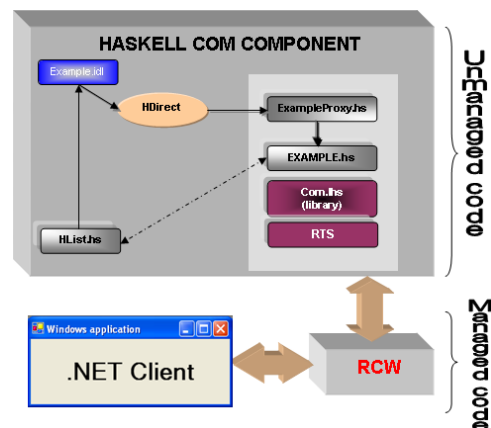 HASKELL COM COMPONENT
Example.idl
HDirect
ExampleProxy.hs
EXAMPLE.hs
Com.lhs
(library)
RTS
HList.hs
Unmanaged code
Windows application
.NET Client
RCW
Managed code